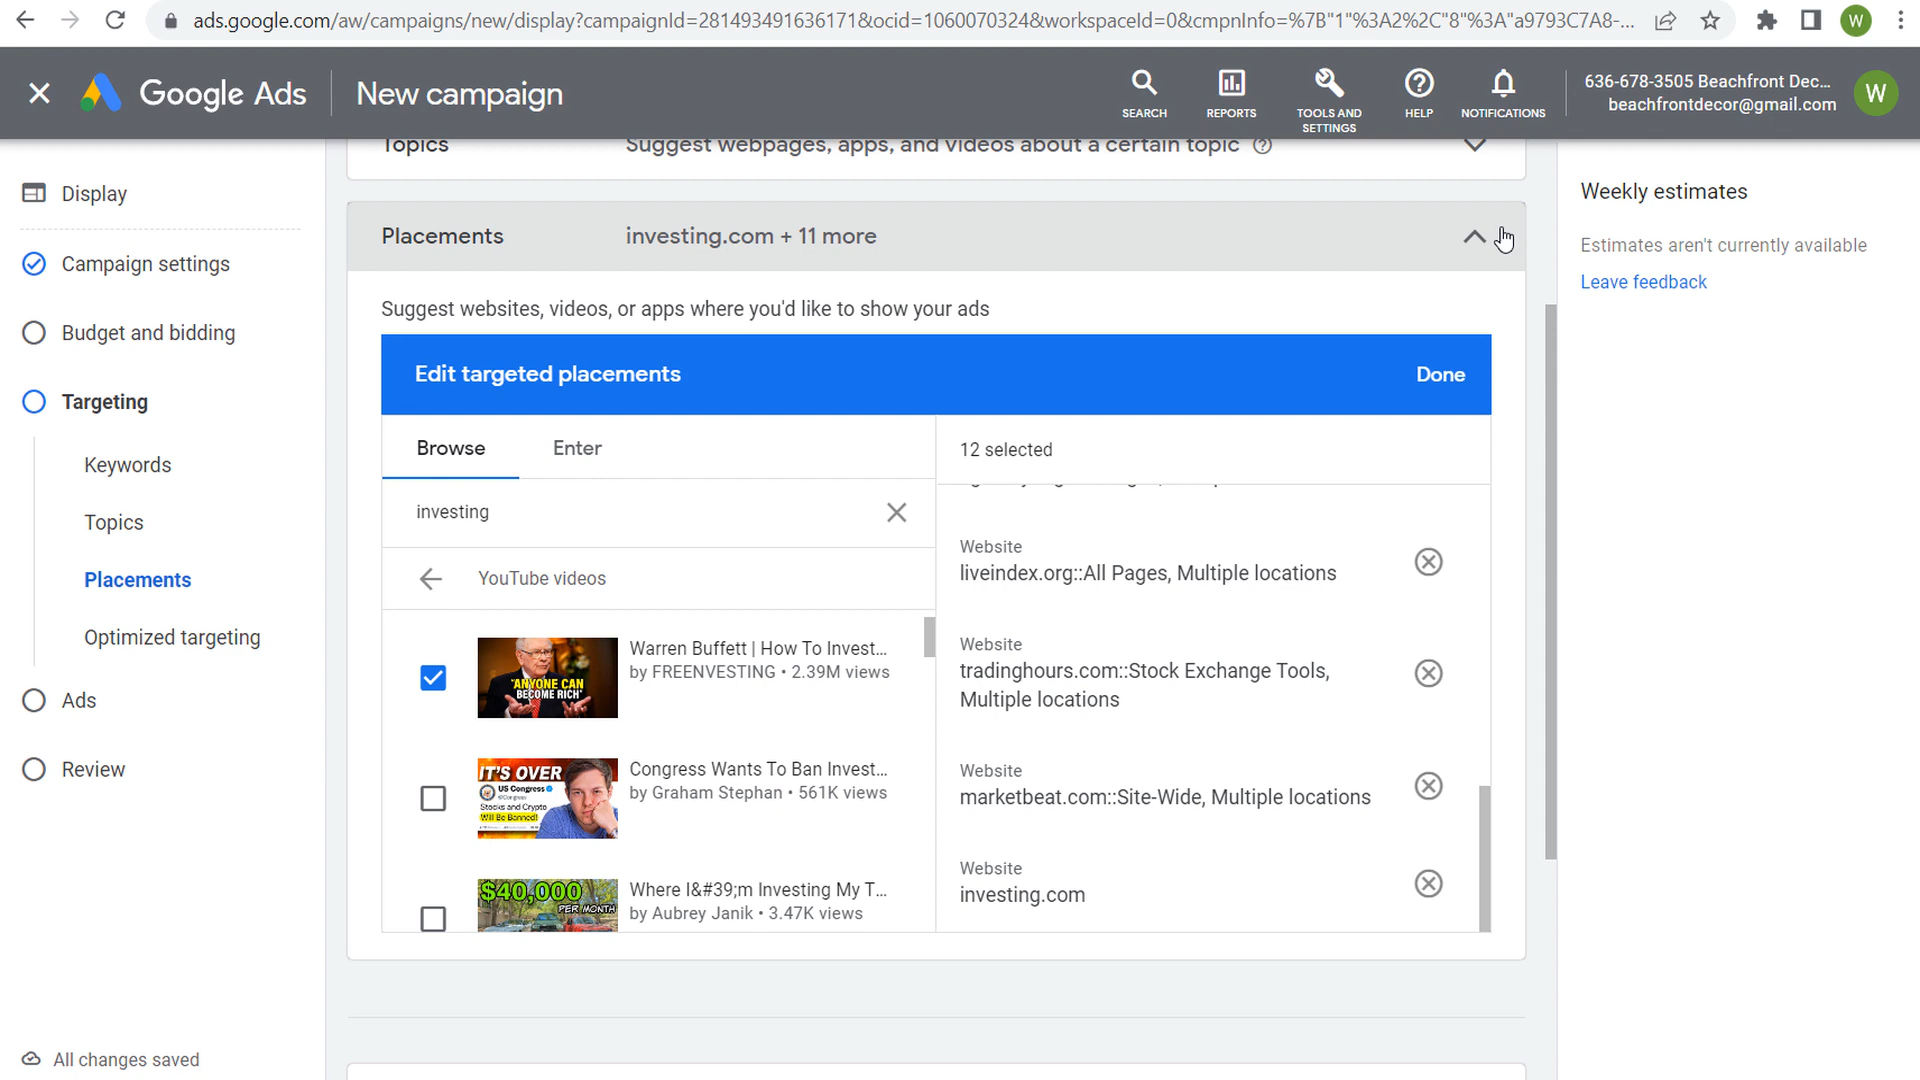 ads.google.com/aw/campaigns/new/display?campaignId=281493491636171&ocid=1060070324&workspaceId=0&cmpnInfo=%7B"1"%3A2%2C"8"%3A"a9793C7A8-...
W
Google Ads
New campaign
SEARCH
REPORTS
TOOLS AND
SETTINGS
HELP
NOTIFICATIONS
636-678-3505 Beachfront Dec...
beachfrontdecor@gmail.com
W
Display
Campaign settings
Budget and bidding
Targeting
Keywords
Topics
Placements
Optimized targeting
Ads
Review
All changes saved
Topics
Suggest webpages, apps, and videos about a certain topic
Placements
investing.com + 11 more
Suggest websites, videos, or apps where you'd like to show your ads
Edit targeted placements
Done
Browse
Enter
investing
YouTube videos
"ANYONE CAN
BECOME RICH"
Warren Buffett | How To Invest...
by FREENVESTING • 2.39M views
IT'S OVER
US Congress
Stocks and Crypto
Will Be Banned!
Congress Wants To Ban Invest...
by Graham Stephan • 561K views
$40,000
PER MONTH
Where I&#39;m Investing My T...
by Aubrey Janik • 3.47K views
12 selected
Website
liveindex.org::All Pages, Multiple locations
Website
tradinghours.com::Stock Exchange Tools,
Multiple locations
Website
marketbeat.com::Site-Wide, Multiple locations
Website
investing.com
Weekly estimates
Estimates aren't currently available
Leave feedback